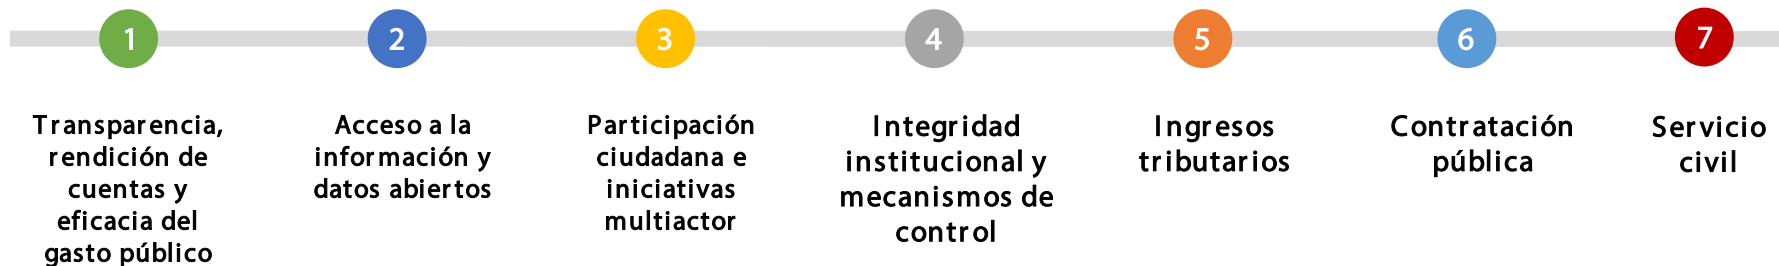 1
Transparencia,
rendición de
cuentas y
eficacia del
gasto público
2
Acceso a la
información y
datos abiertos
3
Participación
ciudadana e
iniciativas
multiactor
4
Integridad
institucional y
mecanismos de
control
5
Ingresos
tributarios
6
Contratación
pública
7
Servicio
civil